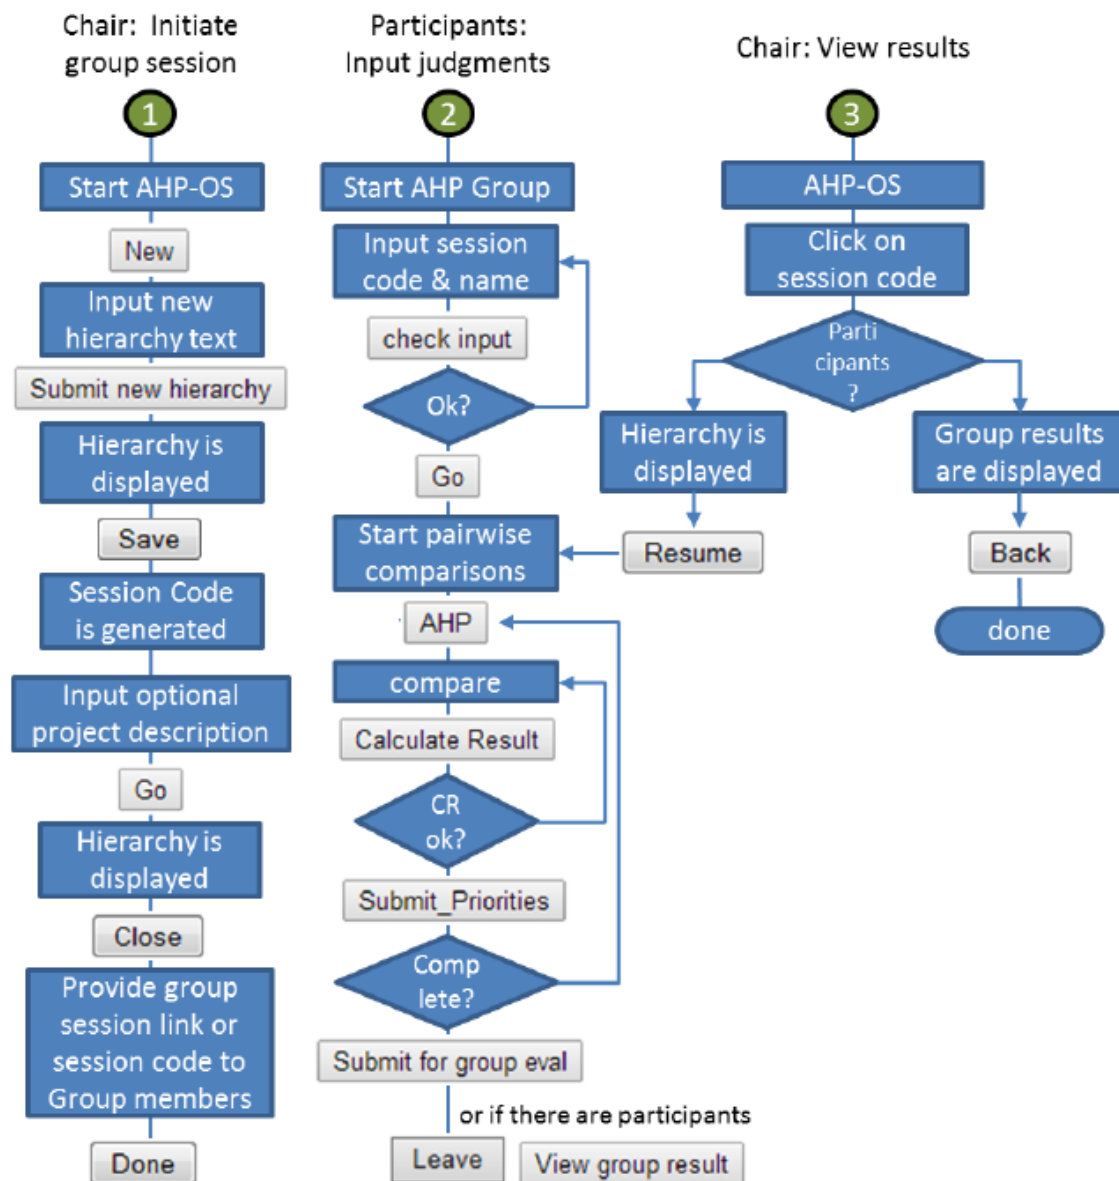 Chair: Initiate
group session
1
Start AHP-OS
New
Input new
hierarchy text
Submit new hierarchy
Hierarchy is
displayed
Save
Session Code
is generated
Input optional
project description
Go
Hierarchy is
displayed
Close
Provide group
session link or
session code to
Group members
Done
Participants:
Input judgments
2
Start AHP Group
Input session
code & name
check input
Ok?
Go
Start pairwise
comparisons
AHP
compare
Calculate Result
CR
ok?
Submit_Priorities
Comp
lete?
Submit for group eval
or if there are participants
Leave
View group result
Chair: View results
3
AHP-OS
Click on
session code
Parti
cipants
?
Hierarchy is
displayed
Resume
Group results
are displayed
Back
done